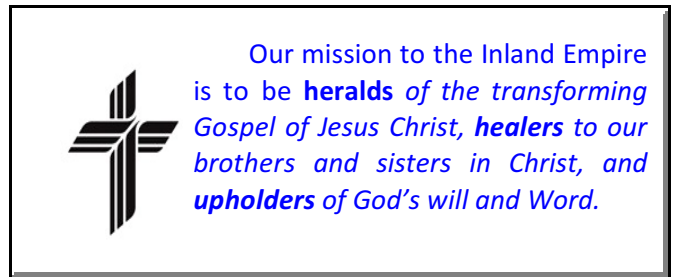 Our mission to the Inland Empire
is to be heralds of the transforming
Gospel of Jesus Christ, healers to our
brothers and sisters in Christ, and
upholders of God’s will and Word.